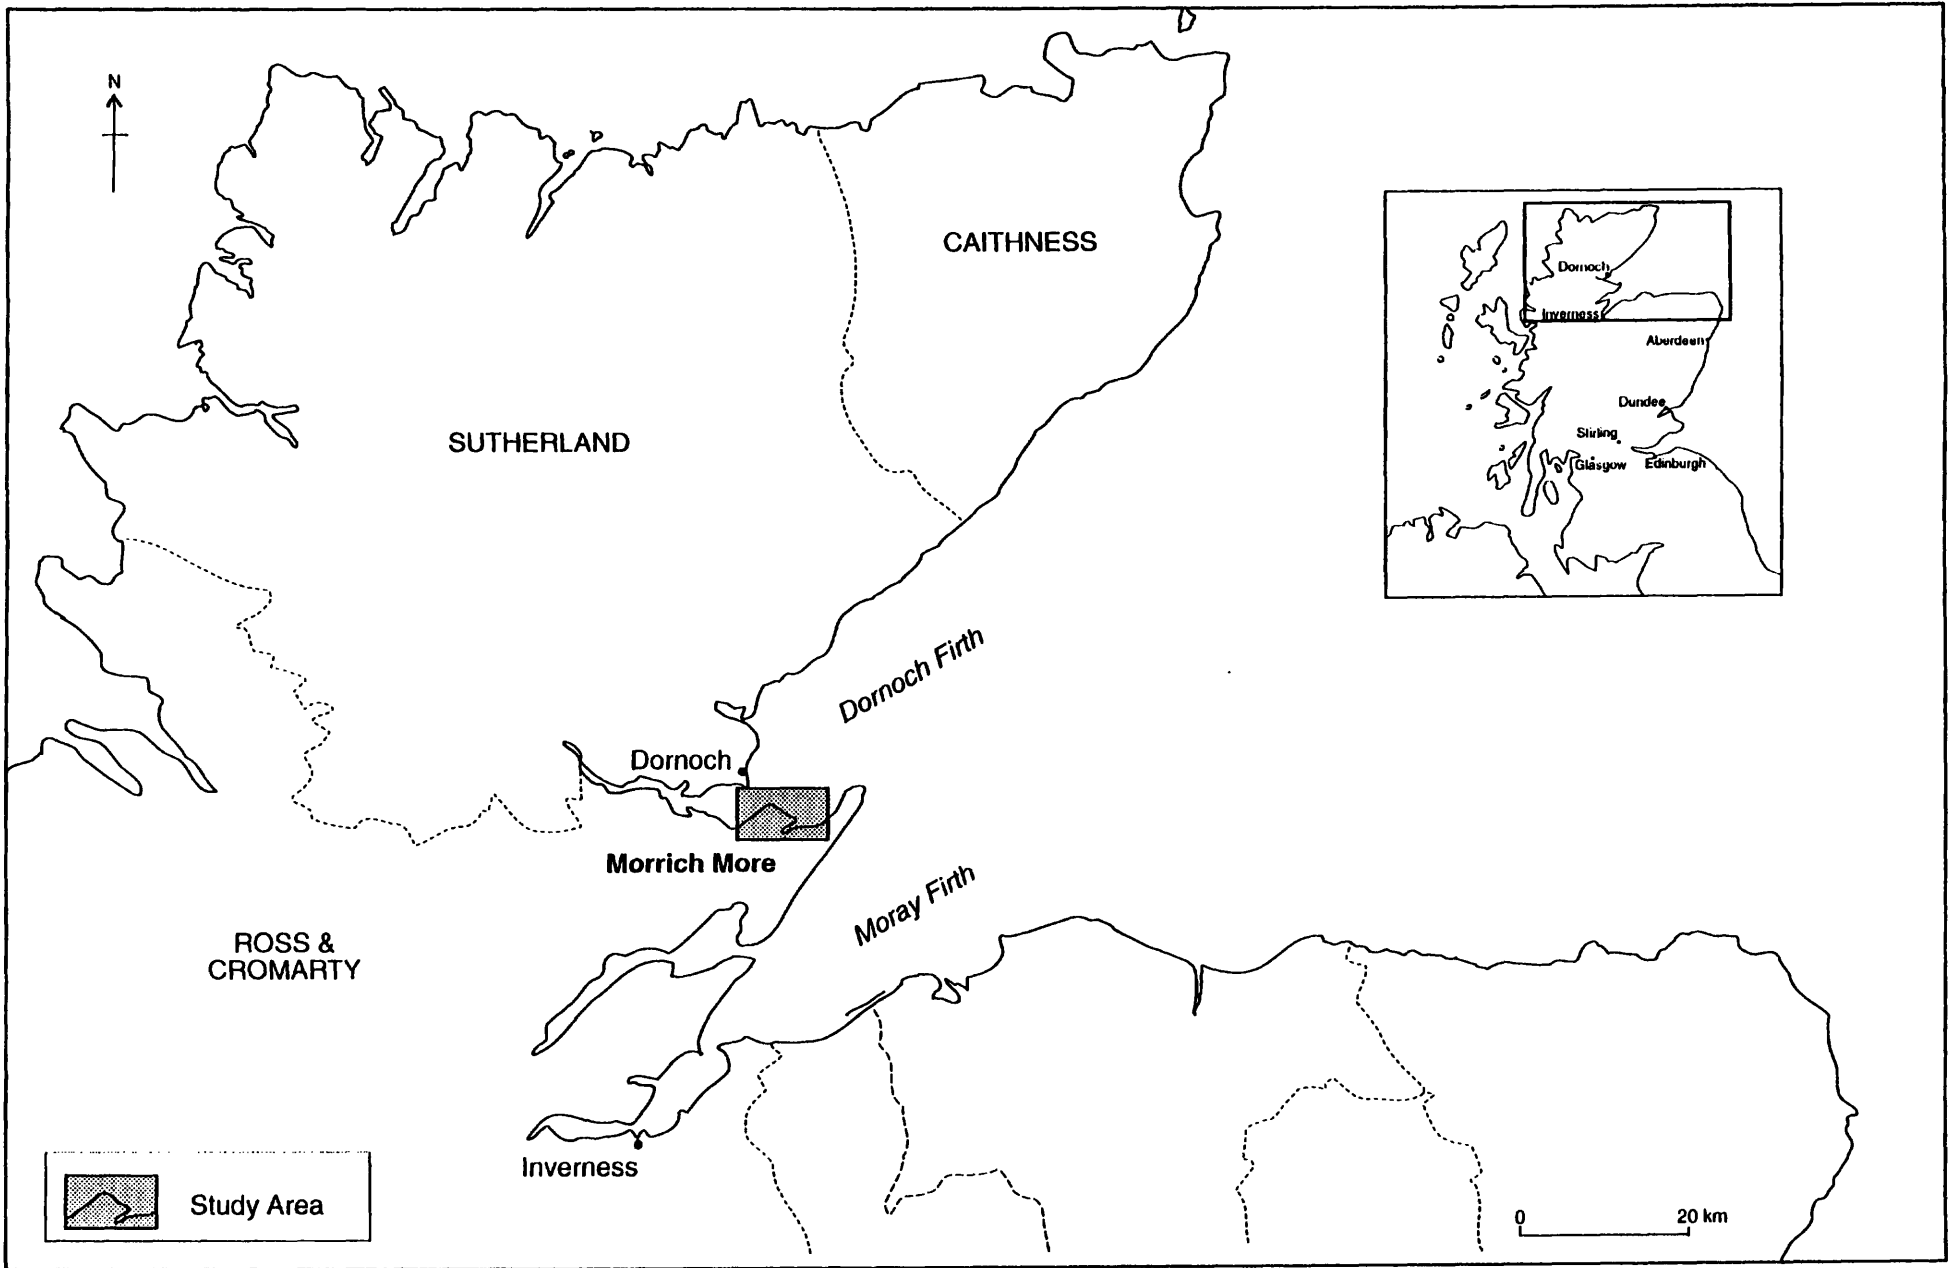 N
CAITHNESS
Dornoch
Inverness
Aberdeen
Dundee
Stirling
Glasgow
Edinburgh
SUTHERLAND
Dornoch Firth
Dornoch
Morrich More
Moray Firth
ROSS &
CROMARTY
Inverness
Study Area
0 20 km